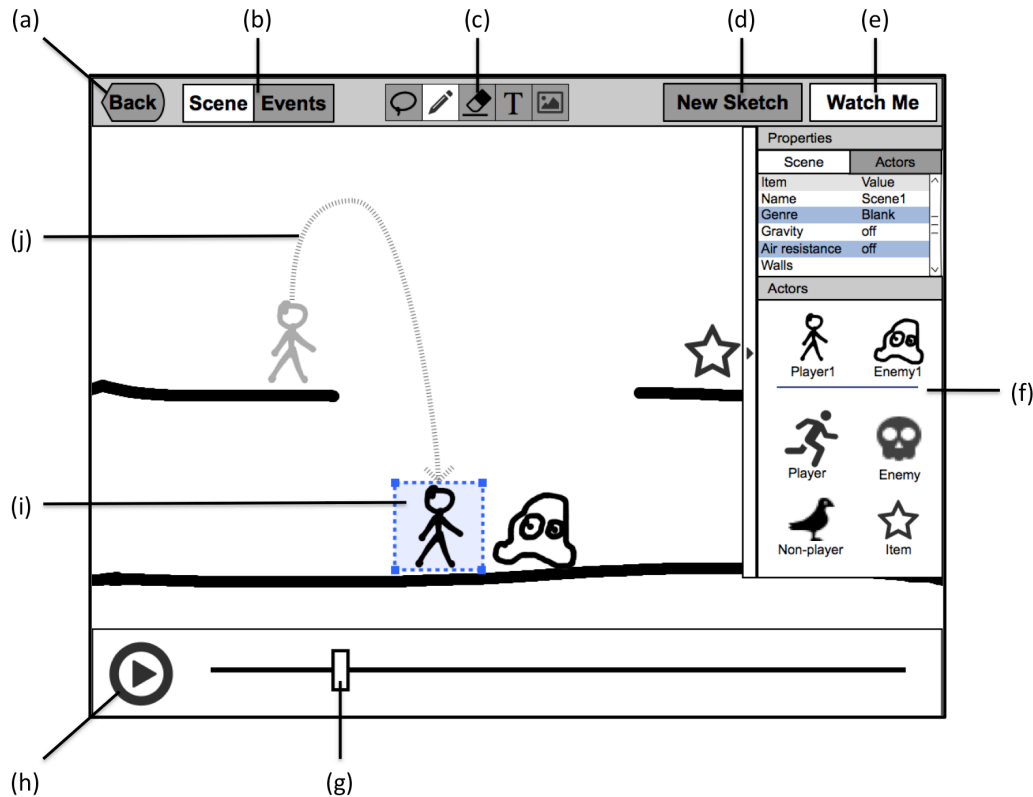 (a) (b) (c) (d) (e)
Back Scene Events T New Sketch Watch Me
Properties
Scene Actors
Item Value
Name Scene1
Genre Blank
Gravity off
Air resistance off
Walls
Actors
Player1 Enemy1
Player Enemy
Non-player Item
(j)
(f)
(i)
(h) (g)